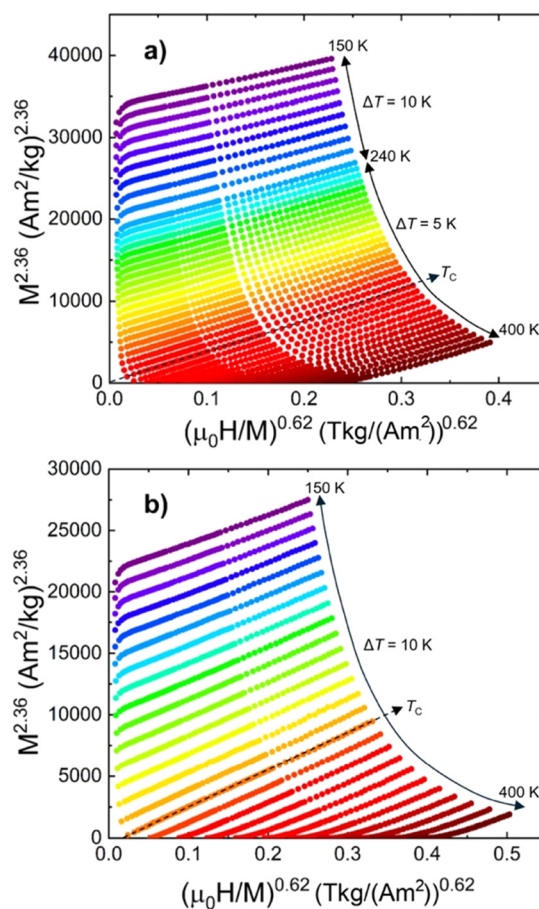 a)
40000
30000
20000
10000
0
M^2.36 (Am²/kg)^2.36
150 K
ΔT = 10 K
240 K
ΔT = 5 K
T_C
400 K
0.0 0.1 0.2 0.3 0.4
(μ₀H/M)^0.62 (Tkg/(Am²))^0.62
b)
30000
25000
20000
15000
10000
5000
0
M^2.36 (Am²/kg)^2.36
150 K
ΔT = 10 K
T_C
400 K
0.0 0.1 0.2 0.3 0.4 0.5
(μ₀H/M)^0.62 (Tkg/(Am²))^0.62